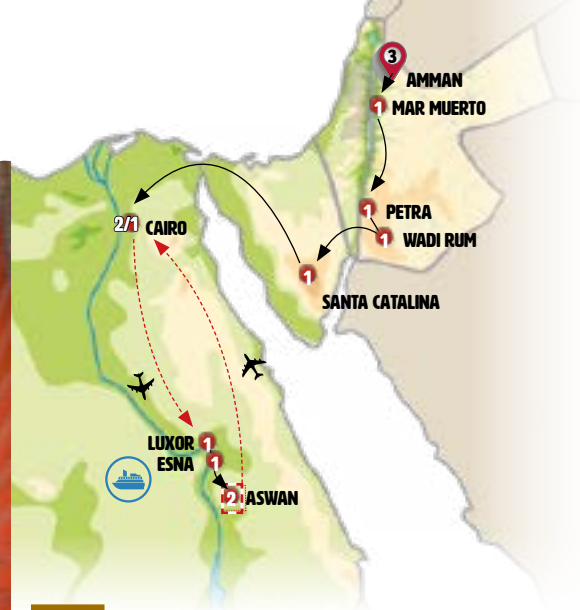 3
AMMAN
1 MAR MUERTO
1 PETRA
1 WADI RUM
2/1 CAIRO
1
SANTA CATALINA
LUXOR 1
ESNA 1
2 ASWAN